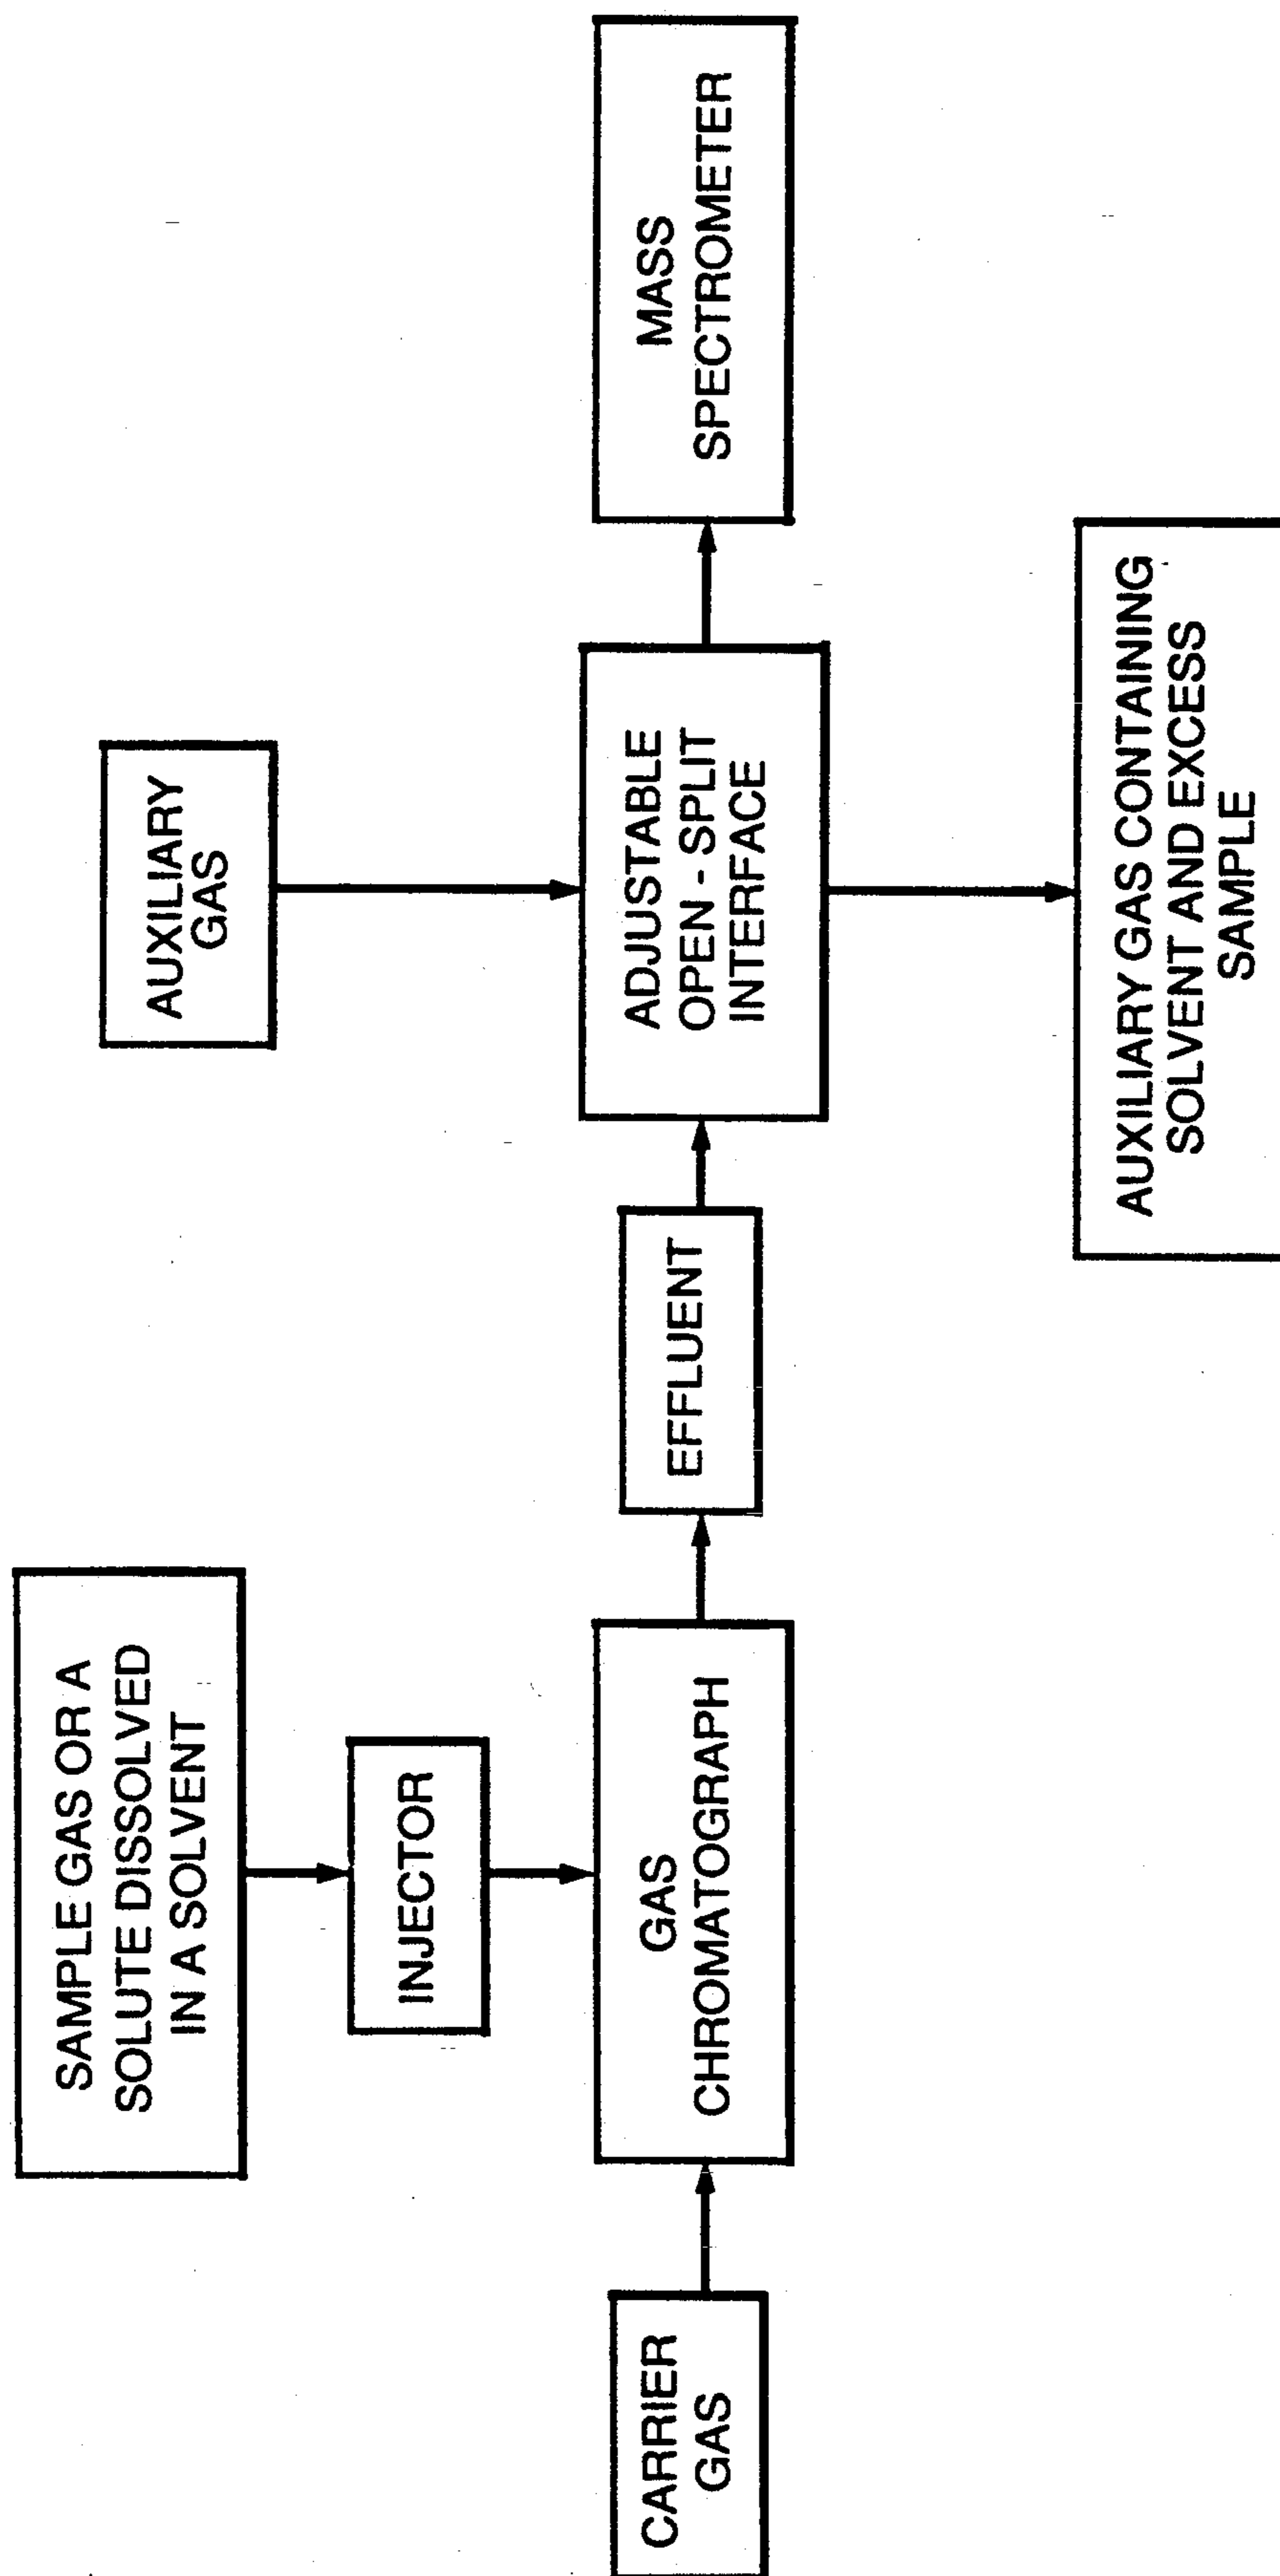 SAMPLE GAS OR A
SOLUTE DISSOLVED
IN A SOLVENT
INJECTOR
CARRIER
GAS
GAS
CHROMATOGRAPH
EFFLUENT
AUXILIARY
GAS
ADJUSTABLE
OPEN - SPLIT
INTERFACE
MASS
SPECTROMETER
AUXILIARY GAS CONTAINING
SOLVENT AND EXCESS
SAMPLE